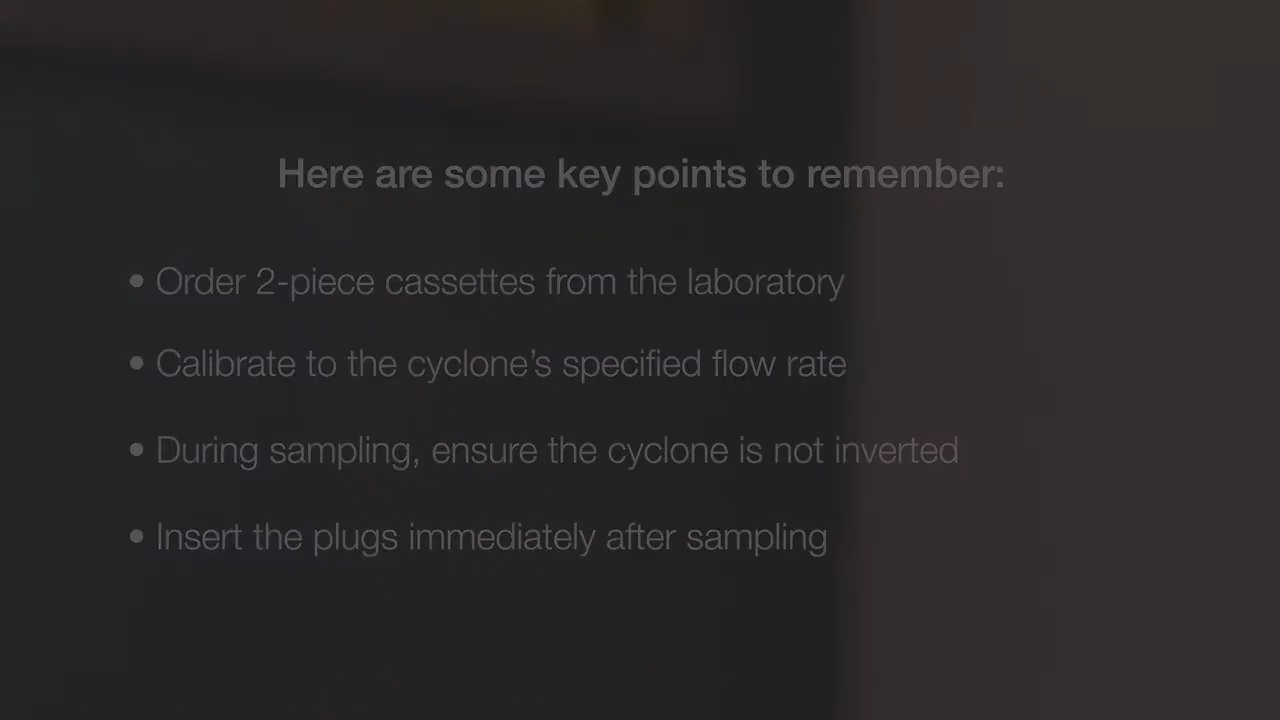 Here are some key points to remember:
• Order 2-piece cassettes from the laboratory
• Calibrate to the cyclone’s specified flow rate
• During sampling, ensure the cyclone is not inverted
• Insert the plugs immediately after sampling